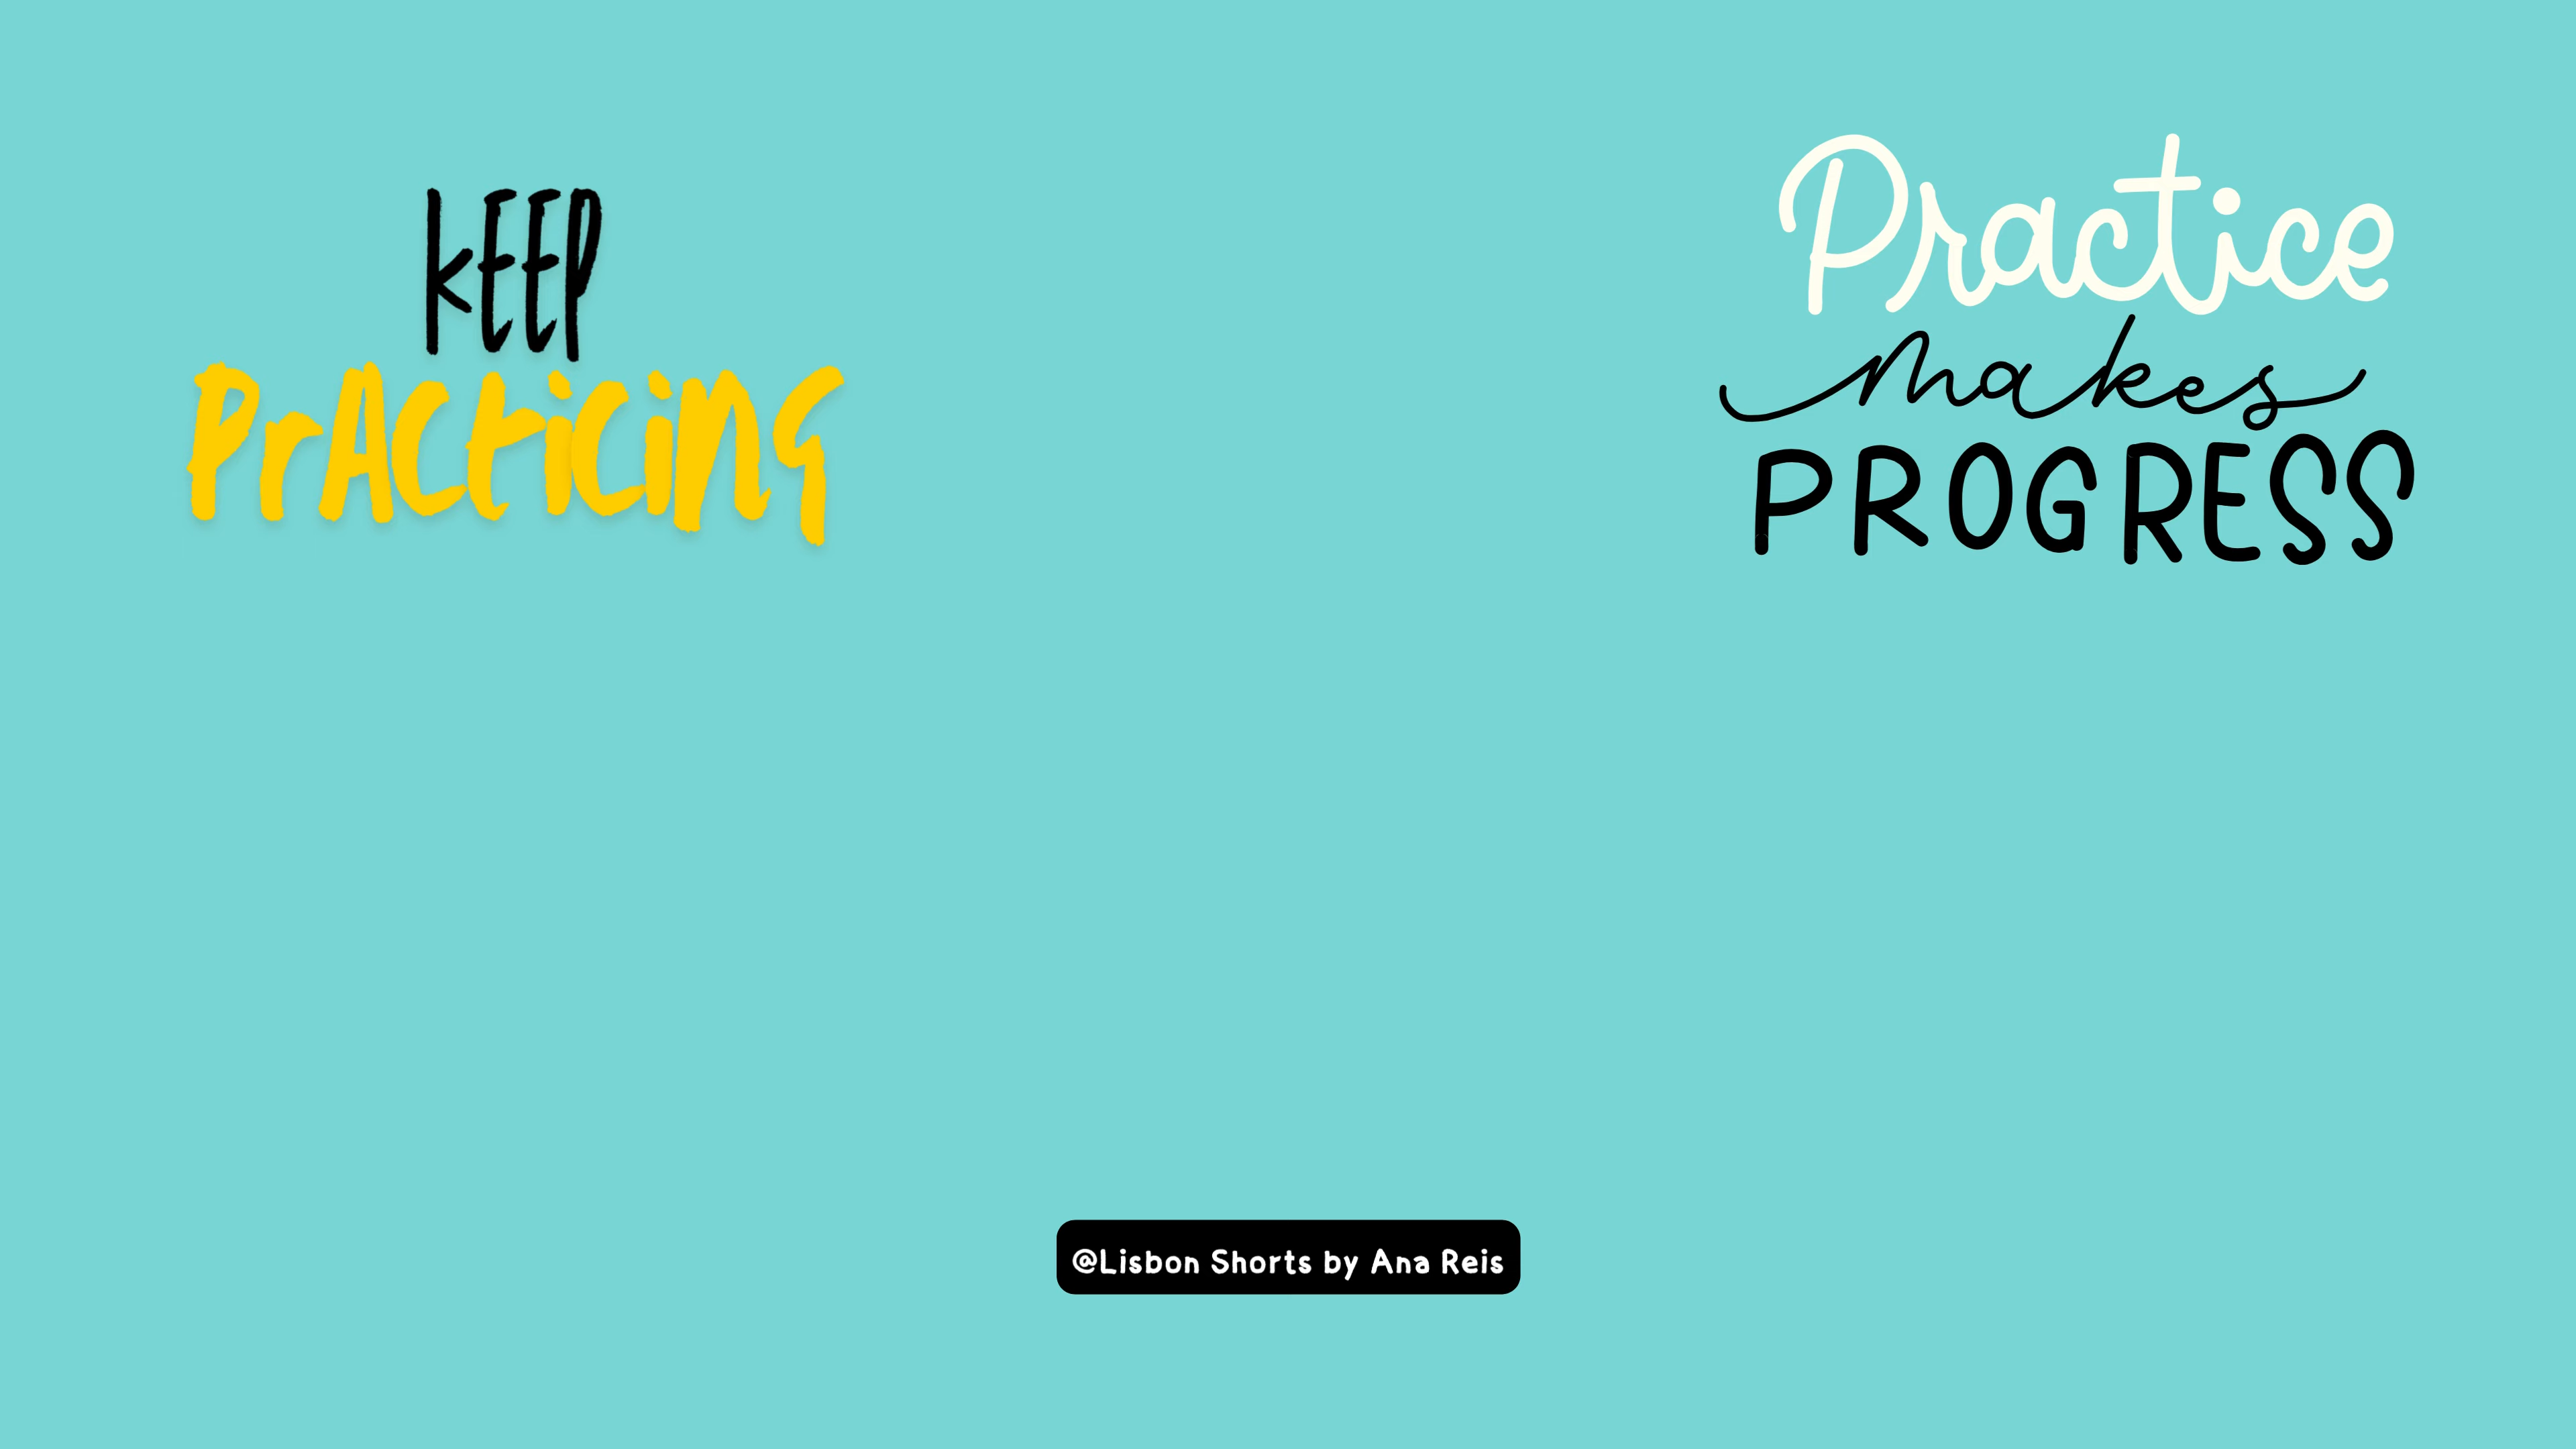 KEEP
PrACticiNg
Practice
makes
PROGRESS
@Lisbon Shorts by Ana Reis